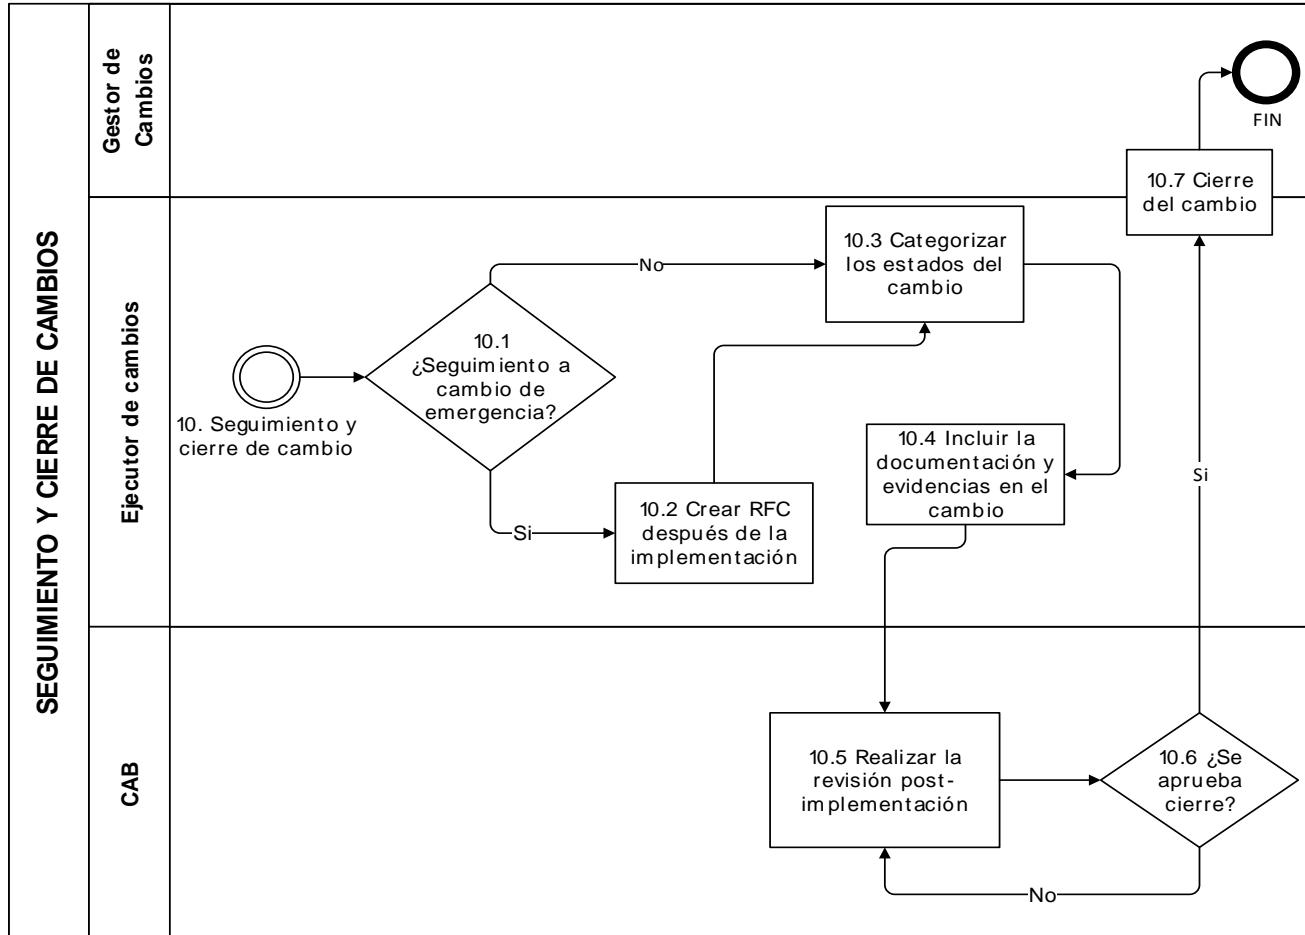 SEGUIMIENTO Y CIERRE DE CAMBIOS
Gestor de
Cambios
FIN
10.7 Cierre
del cambio
Ejecutor de cambios
10. Seguimiento y
cierre de cambio
10.1
¿Seguimiento a
cambio de
emergencia?
No
Si
10.2 Crear RFC
después de la
implementación
10.3 Categorizar
los estados del
cambio
10.4 Incluir la
documentación y
evidencias en el
cambio
Si
CAB
10.5 Realizar la
revisión post-
implementación
10.6 ¿Se
aprueba
cierre?
No